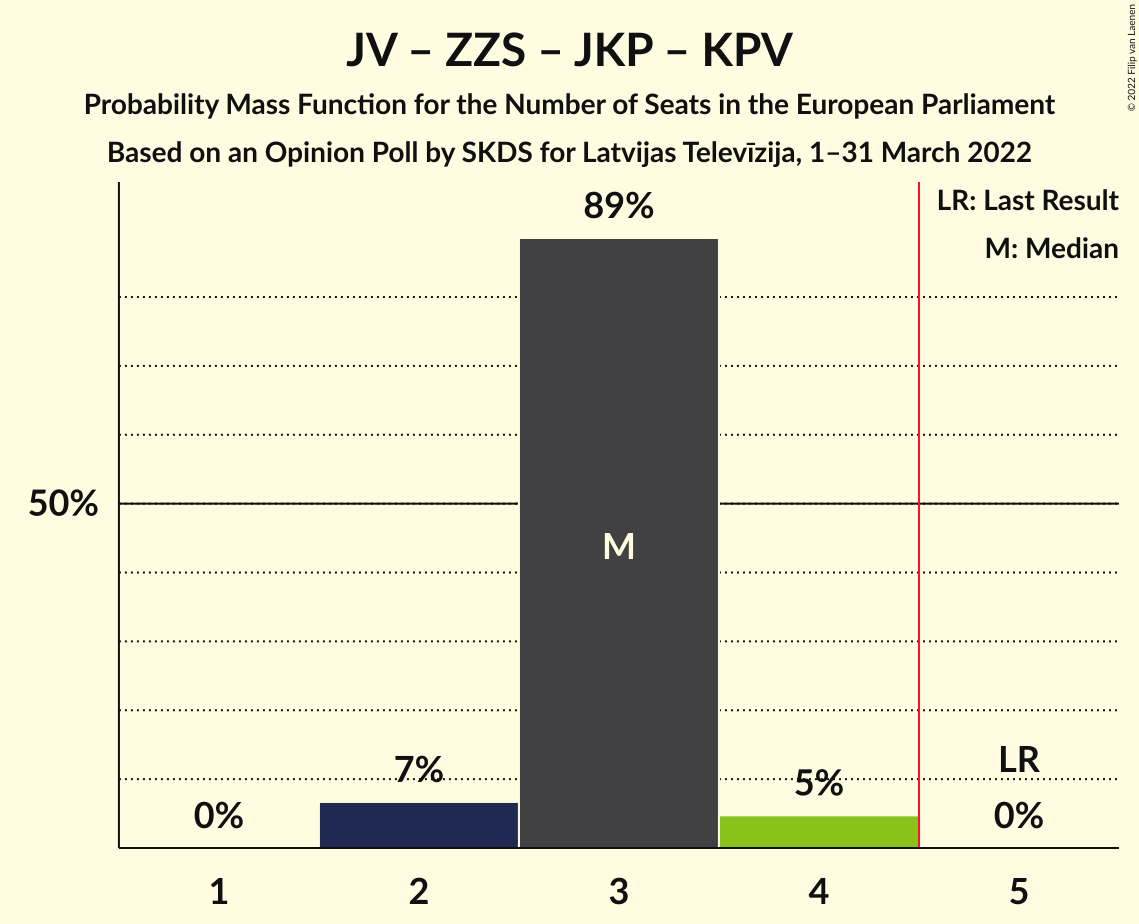 JV – ZZS – JKP – KPV
Probability Mass Function for the Number of Seats in the European Parliament
Based on an Opinion Poll by SKDS for Latvijas Televīzija, 1–31 March 2022
© 2022 Filip van Laenen
LR: Last Result
M: Median
89%
50%
M
7%
5%
LR
0%
0%
1
2
3
4
5